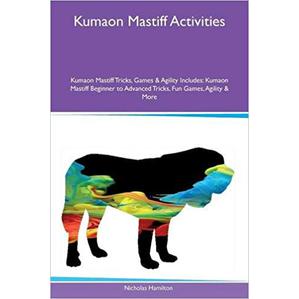 Kumaon Mastiff Activities
Kumaon Mastiff Tricks, Games & Agility Includes: Kumaon
Mastiff Beginner to Advanced Tricks, Fun Games, Agility &
More
Nicholas Hamilton